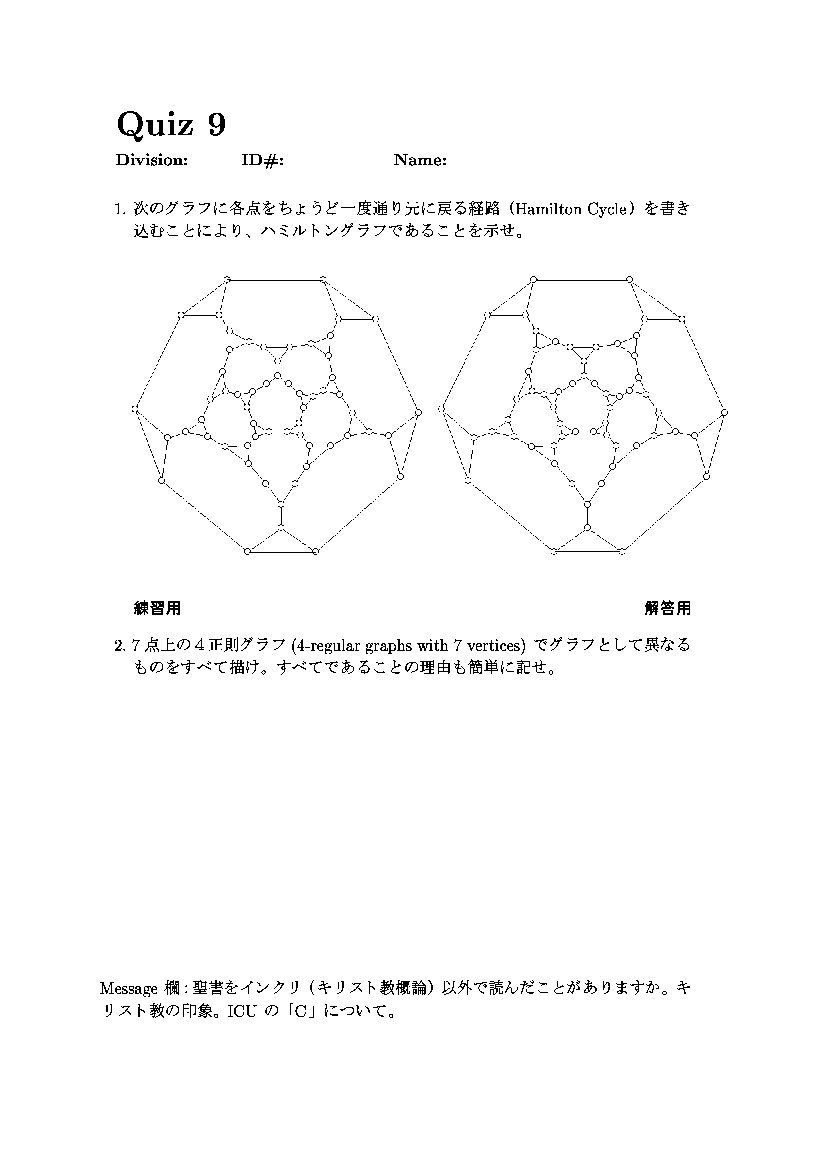 Quiz 9
Division: ID#: Name:
1. 次のグラフに各点をちょうど一度通り元に戻る経路（Hamilton Cycle）を書き
込むことにより、ハミルトングラフであることを示せ。
練習用 解答用
2. 7 点上の 4 正則グラフ (4-regular graphs with 7 vertices) でグラフとして異なる
ものをすべて描け。すべてであることの理由も簡単に記せ。
Message 欄 : 聖書をインクリ（キリスト教概論）以外で読んだことがありますか。キ
リスト教の印象。ICU の「C」について。